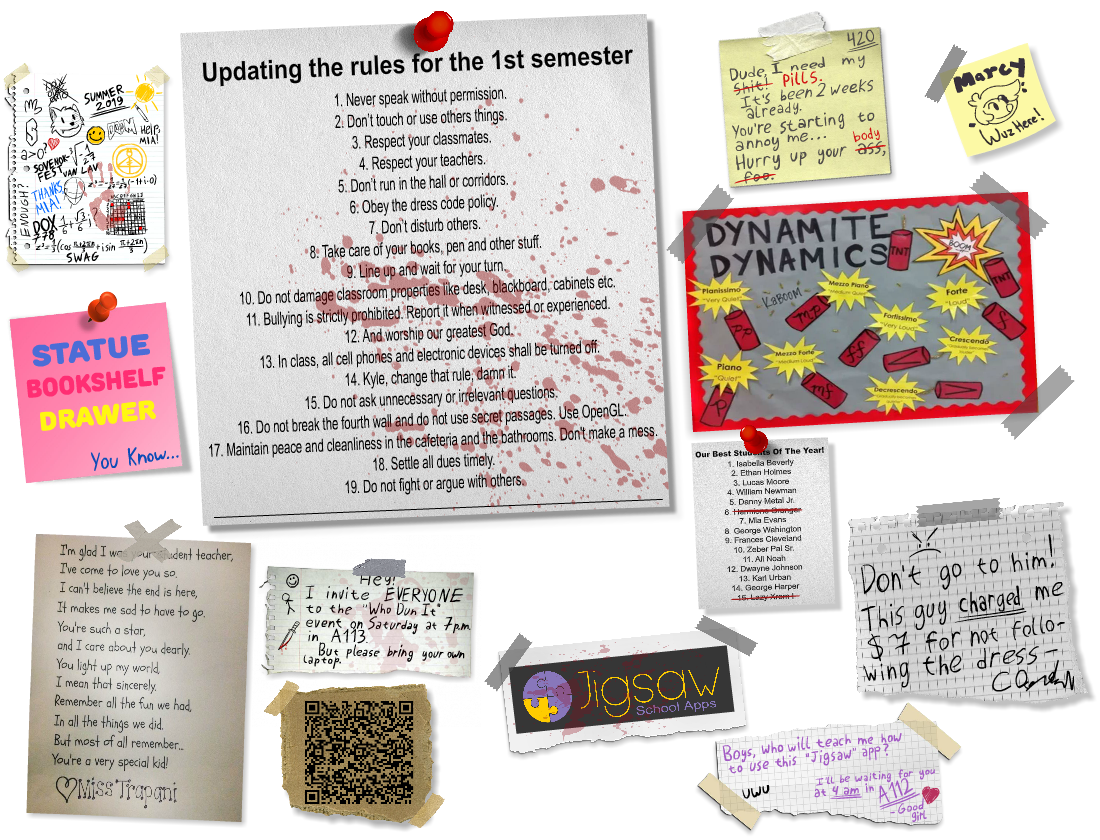 SUMMER
2019
DOOM
HELP,
MIA!
a>0?
SOVENOK-
FEST
VAN LAV
THANKS
MIA!
ENOUGH?
DOX
778
SWAG
STATUE
BOOKSHELF
DRAWER
You Know...
Updating the rules for the 1st semester
1. Never speak without permission.
2. Don't touch or use others things.
3. Respect your classmates.
4. Respect your teachers.
5. Don't run in the hall or corridors.
6. Obey the dress code policy.
7. Don't disturb others.
8. Take care of your books, pen and other stuff.
9. Line up and wait for your turn.
10. Do not damage classroom properties like desk, blackboard, cabinets etc.
11. Bullying is strictly prohibited. Report it when witnessed or experienced.
12. And worship our greatest God.
13. In class, all cell phones and electronic devices shall be turned off.
14. Kyle, change that rule, damn it.
15. Do not ask unnecessary or irrelevant questions.
16. Do not break the fourth wall and do not use secret passages. Use OpenGL.
17. Maintain peace and cleanliness in the cafeteria and the bathrooms. Don't make a mess.
18. Settle all dues timely.
19. Do not fight or argue with others.
420
Dude, I need my
shit! Pills.
It's been 2 weeks
already.
You're starting to
annoy me...
Hurry up your ass, body
foo.
Marcy
Wuz Here!
DYNAMITE
DYNAMICS
TNT
BOOM
TNT
Pianissimo
"Very Quiet"
KaBOOM
Mezzo Piano
"Medium Quiet"
Forte
"Loud"
pp
mp
f
Fortissimo
"Very Loud"
Crescendo
Piano
"Quiet"
Mezzo Forte
"Medium Loud"
ff
p
mf
Decrescendo
Our Best Students Of The Year!
1. Isabella Beverly
2. Ethan Holmes
3. Lucas Moore
4. William Newman
5. Danny Metal Jr.
6. Hermione Granger
7. Mia Evans
8. George Wahington
9. Frances Cleveland
10. Zeber Pal Sr.
11. Ali Noah
12. Dwayne Johnson
13. Karl Urban
14. George Harper
15. Lazy Xrom I
I'm glad I was your student teacher,
I've come to love you so.
I can't believe the end is here,
It makes me sad to have to go.
You're such a star,
and I care about you dearly.
You light up my world,
I mean that sincerely.
Remember all the fun we had,
In all the things we did.
But most of all remember...
You're a very special kid!
Miss Trapani
Hey!
I invite EVERYONE
to the "Who Dun It"
event on Saturday at 7p.m.
in A113.
But please bring your own
laptop.
Jigsaw
School Apps
Don't go to him!
This guy charged me
$7 for not follo-
wing the dress-
Boys, who will teach me how
to use this "Jigsaw" app?
I'll be waiting for you
at 4 am in A112
UWU
-Good
girl